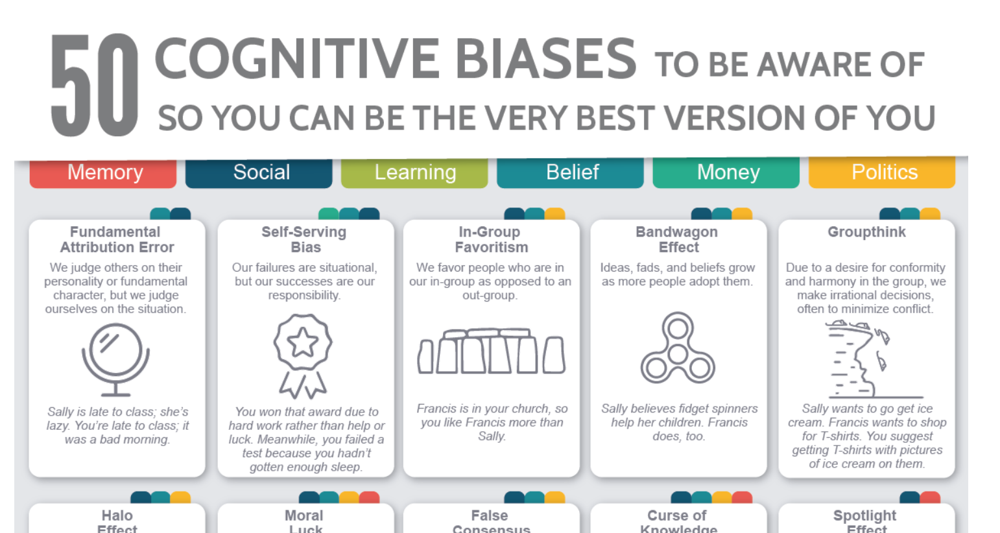 50 COGNITIVE BIASES TO BE AWARE OF
SO YOU CAN BE THE VERY BEST VERSION OF YOU
Memory
Social
Learning
Belief
Money
Politics
Fundamental
Attribution Error
We judge others on their
personality or fundamental
character, but we judge
ourselves on the situation.
Sally is late to class; she's
lazy. You're late to class; it
was a bad morning.
Self-Serving
Bias
Our failures are situational,
but our successes are our
responsibility.
You won that award due to
hard work rather than help or
luck. Meanwhile, you failed a
test because you hadn't
gotten enough sleep.
In-Group
Favoritism
We favor people who are in
our in-group as opposed to an
out-group.
Francis is in your church, so
you like Francis more than
Sally.
Bandwagon
Effect
Ideas, fads, and beliefs grow
as more people adopt them.
Sally believes fidget spinners
help her children. Francis
does, too.
Groupthink
Due to a desire for conformity
and harmony in the group, we
make irrational decisions,
often to minimize conflict.
Sally wants to go get ice
cream. Francis wants to shop
for T-shirts. You suggest
getting T-shirts with pictures
of ice cream on them.
Halo
Effect
Moral
Luck
False
Consensus
Curse of
Knowledge
Spotlight
Effect